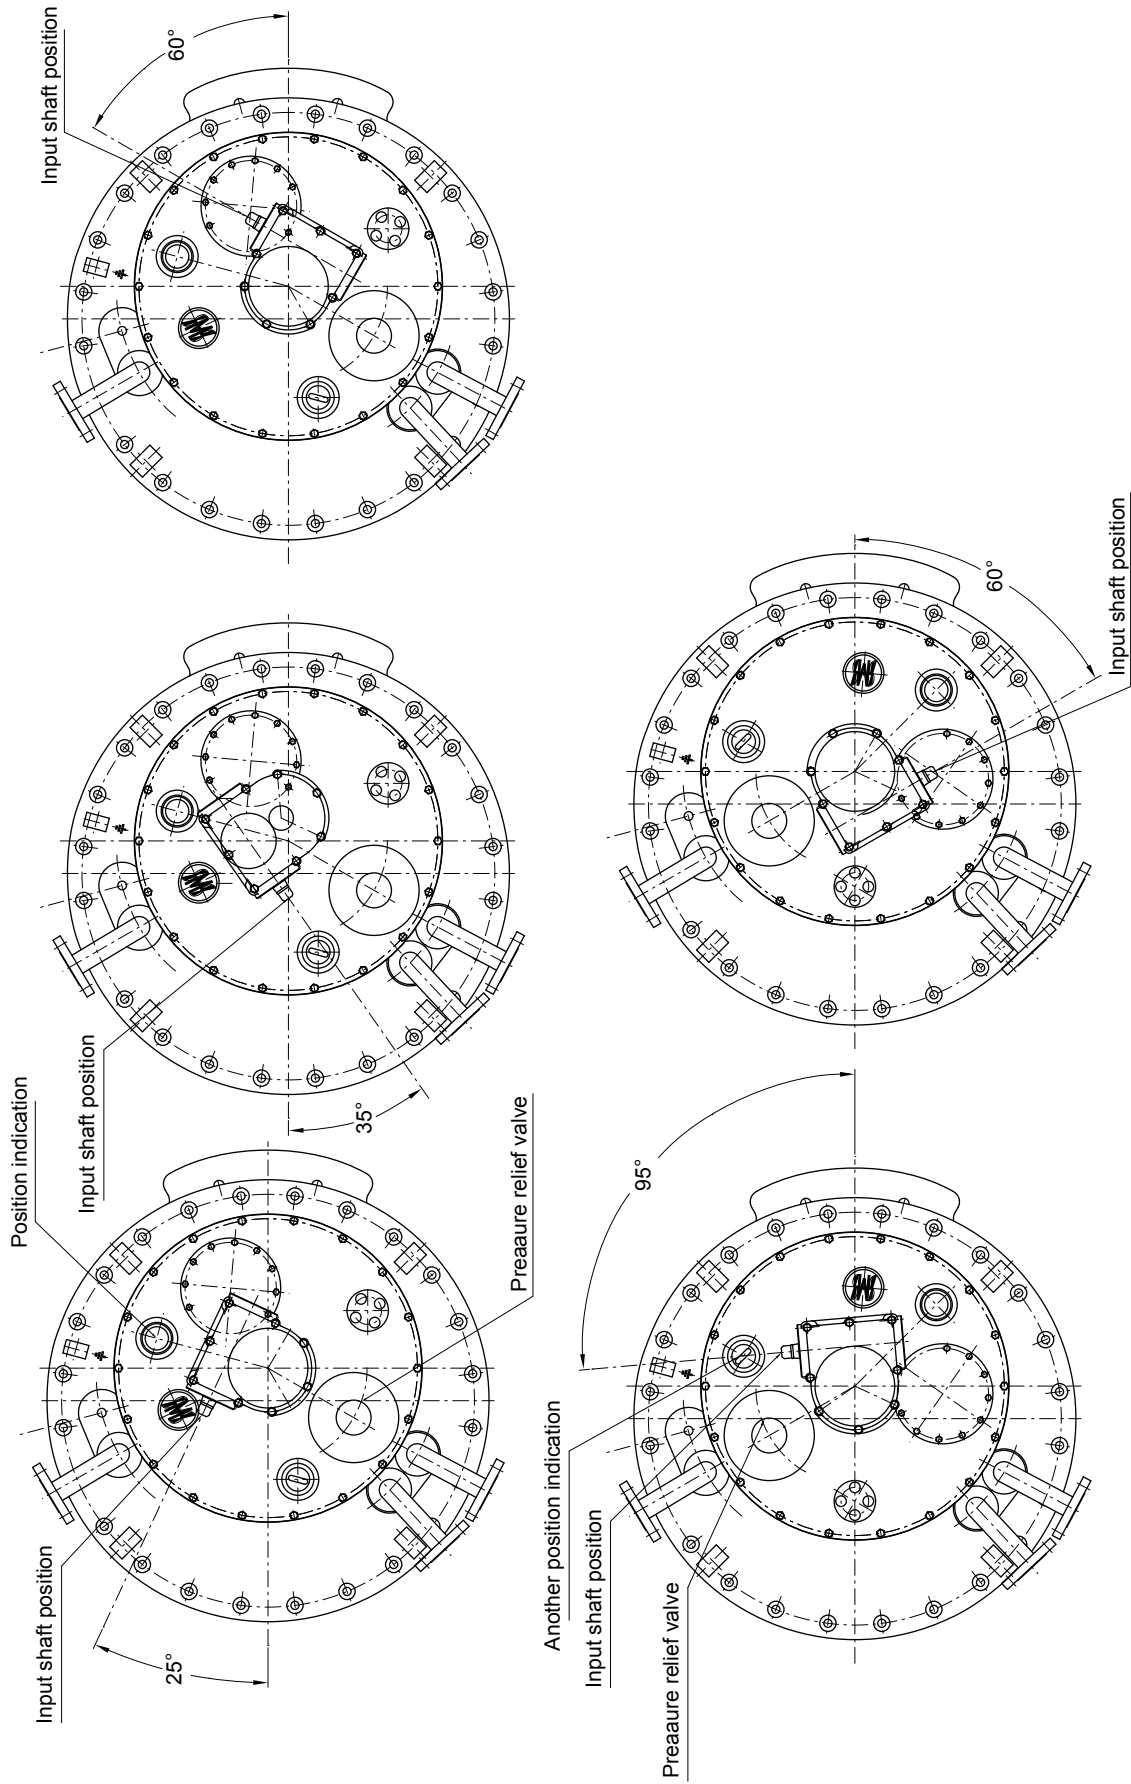 Position indication
Input shaft position
25°
Preaaure relief valve
Input shaft position
35°
Input shaft position
60°
Another position indication
Input shaft position
Preaaure relief valve
95°
60°
Input shaft position